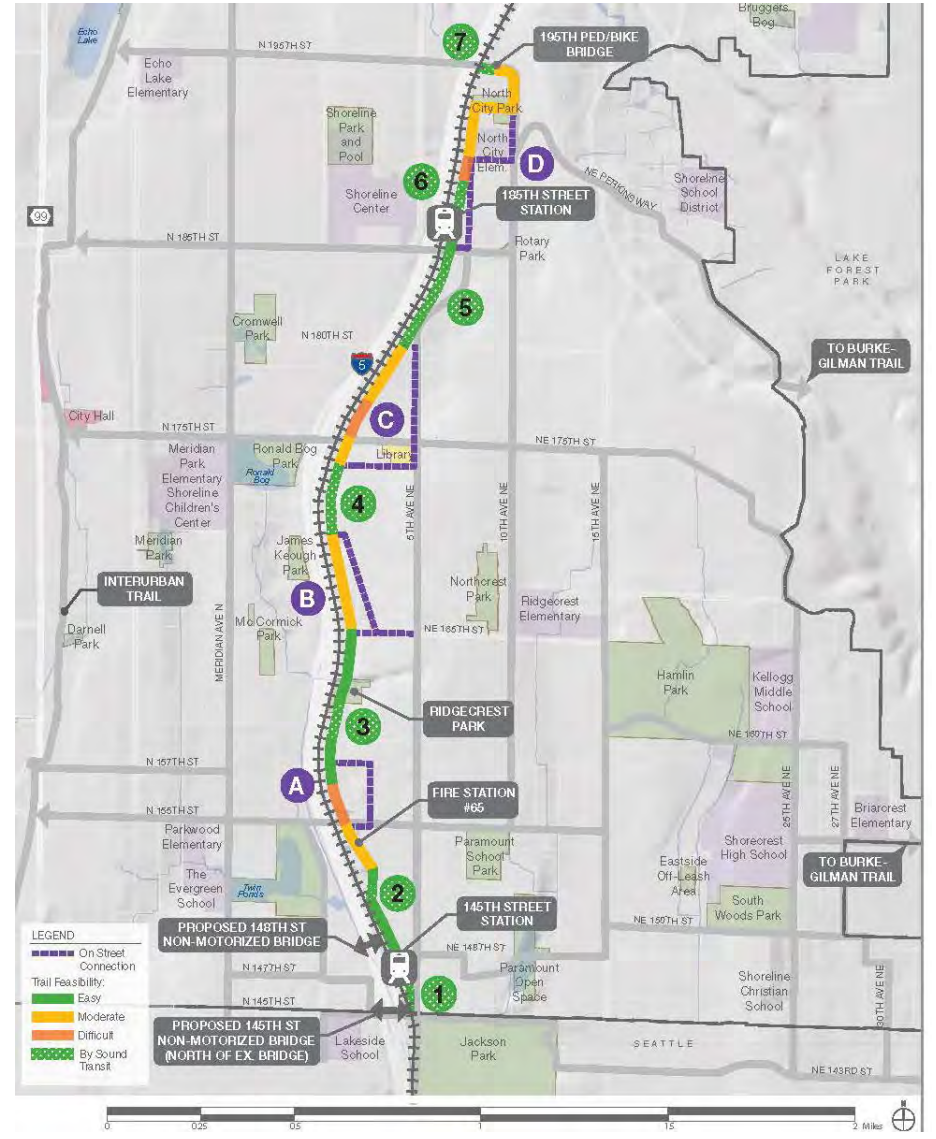 Bruggers
Bog
Echo
Lake
N 195TH ST
7
195TH PED/BIKE
BRIDGE
Echo
Lake
Elementary
North
City Park
Shoreline
Park
and
Pool
North
City
Elem.
D
NE PERKINS WAY
Shoreline
School
District
6
Shoreline
Center
185TH STREET
STATION
99
N 185TH ST
Rotary
Park
LAKE
FOREST
PARK
5
Cromwell
Park
N 180TH ST
5
TO BURKE-
GILMAN TRAIL
City Hall
C
N 175TH ST
NE 175TH ST
Meridian
Park
Elementary
Shoreline
Children's
Center
Ronald Bog
Park
Ronald
Bog
Library
4
5TH AVE NE
10TH AVE NE
15TH AVE NE
Meridian
Park
James
Keough
Park
INTERURBAN
TRAIL
B
Northcrest
Park
Ridgecrest
Elementary
Darnell
Park
MERIDIAN AVE N
McCormick
Park
NE 165TH ST
Hamlin
Park
Kellogg
Middle
School
RIDGECREST
PARK
3
NE 160TH ST
N 157TH ST
A
FIRE STATION
#65
25TH AVE NE
27TH AVE NE
N 155TH ST
Briarcrest
Elementary
Parkwood
Elementary
Paramount
School
Park
Shorecrest
High School
Eastside
Off-Leash
Area
TO BURKE-
GILMAN TRAIL
The
Evergreen
School
Twin
Ponds
2
145TH STREET
STATION
South
Woods Park
PROPOSED 148TH ST
NON-MOTORIZED BRIDGE
NE 150TH ST
NE 148TH ST
N 147TH ST
Paramount
Open
Space
Shoreline
Christian
School
30TH AVE NE
1
N 145TH ST
PROPOSED 145TH ST
NON-MOTORIZED BRIDGE
(NORTH OF EX. BRIDGE)
Lakeside
School
Jackson
Park
SEATTLE
NE 143RD ST
LEGEND
On Street
Connection
Trail Feasibility:
Easy
Moderate
Difficult
By Sound
Transit
0 0.25 0.5 1 1.5 2 Miles
N